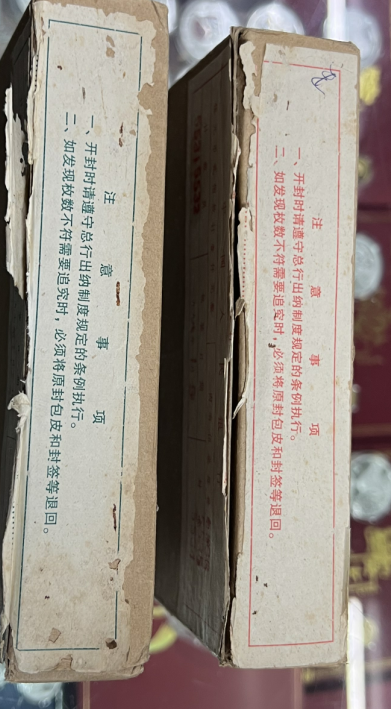 注意事项
一、开封时请遵守总行出纳制度规定的条例执行。
二、如发现枚数不符需要追究时，必须将原封包皮和封签等退回。
注意事项
一、开封时请遵守总行出纳制度规定的条例执行。
二、如发现枚数不符需要追究时，必须将原封包皮和封签等退回。